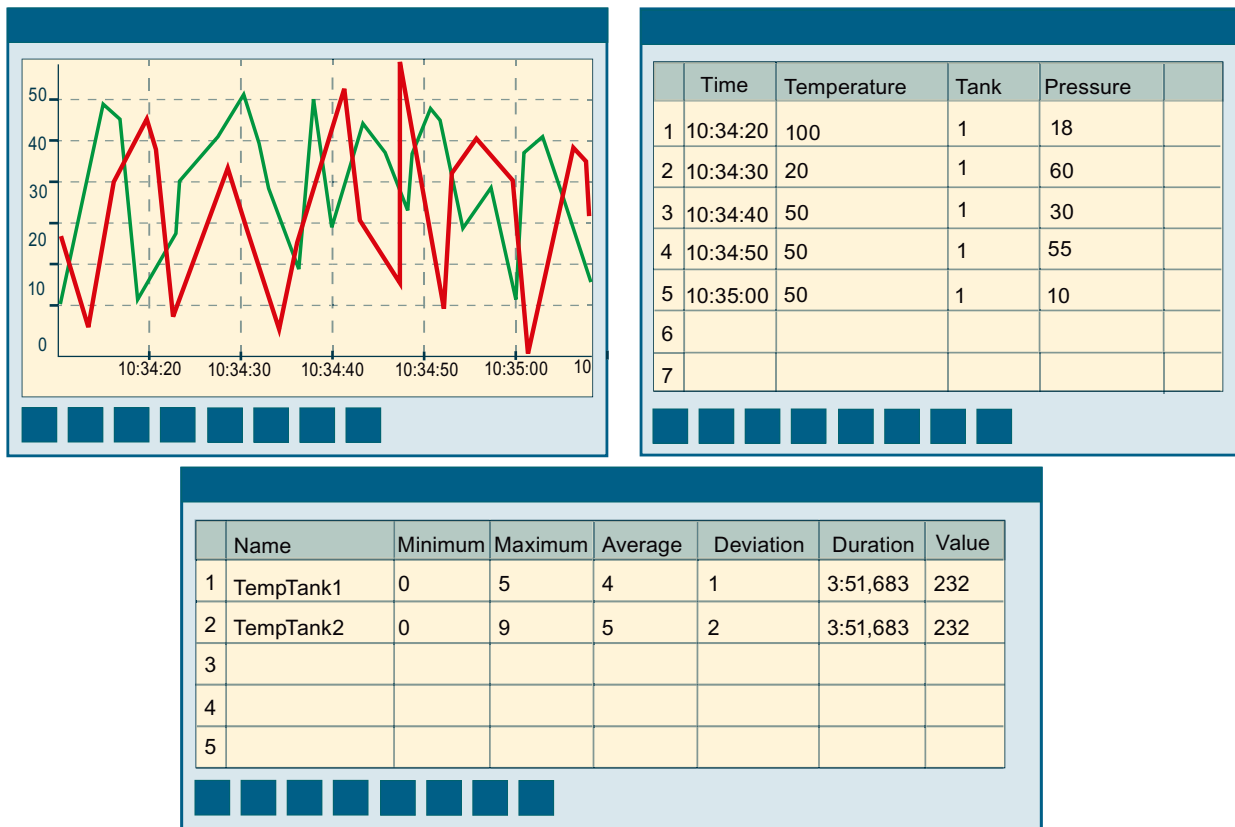 50
40
30
20
10
0
10:34:20 10:34:30 10:34:40 10:34:50 10:35:00 10
Time Temperature Tank Pressure
1 10:34:20 100 1 18
2 10:34:30 20 1 60
3 10:34:40 50 1 30
4 10:34:50 50 1 55
5 10:35:00 50 1 10
6
7
Name Minimum Maximum Average Deviation Duration Value
1 TempTank1 0 5 4 1 3:51,683 232
2 TempTank2 0 9 5 2 3:51,683 232
3
4
5